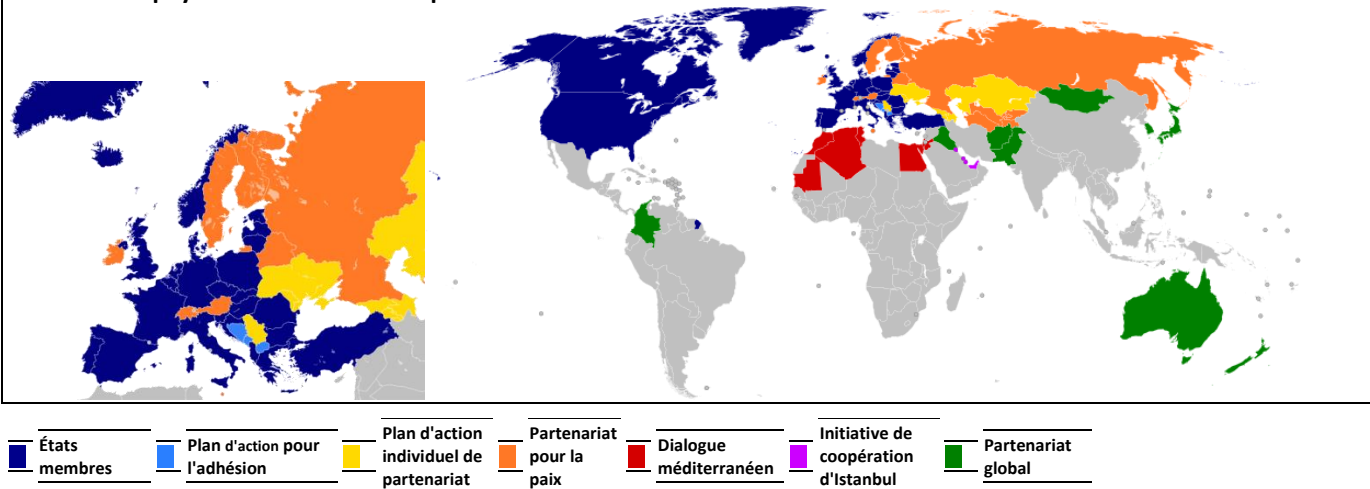 États
membres
Plan d'action pour
l'adhésion
Plan d'action
individuel de
partenariat
Partenariat
pour la
paix
Dialogue
méditerranéen
Initiative de
coopération
d'Istanbul
Partenariat
global